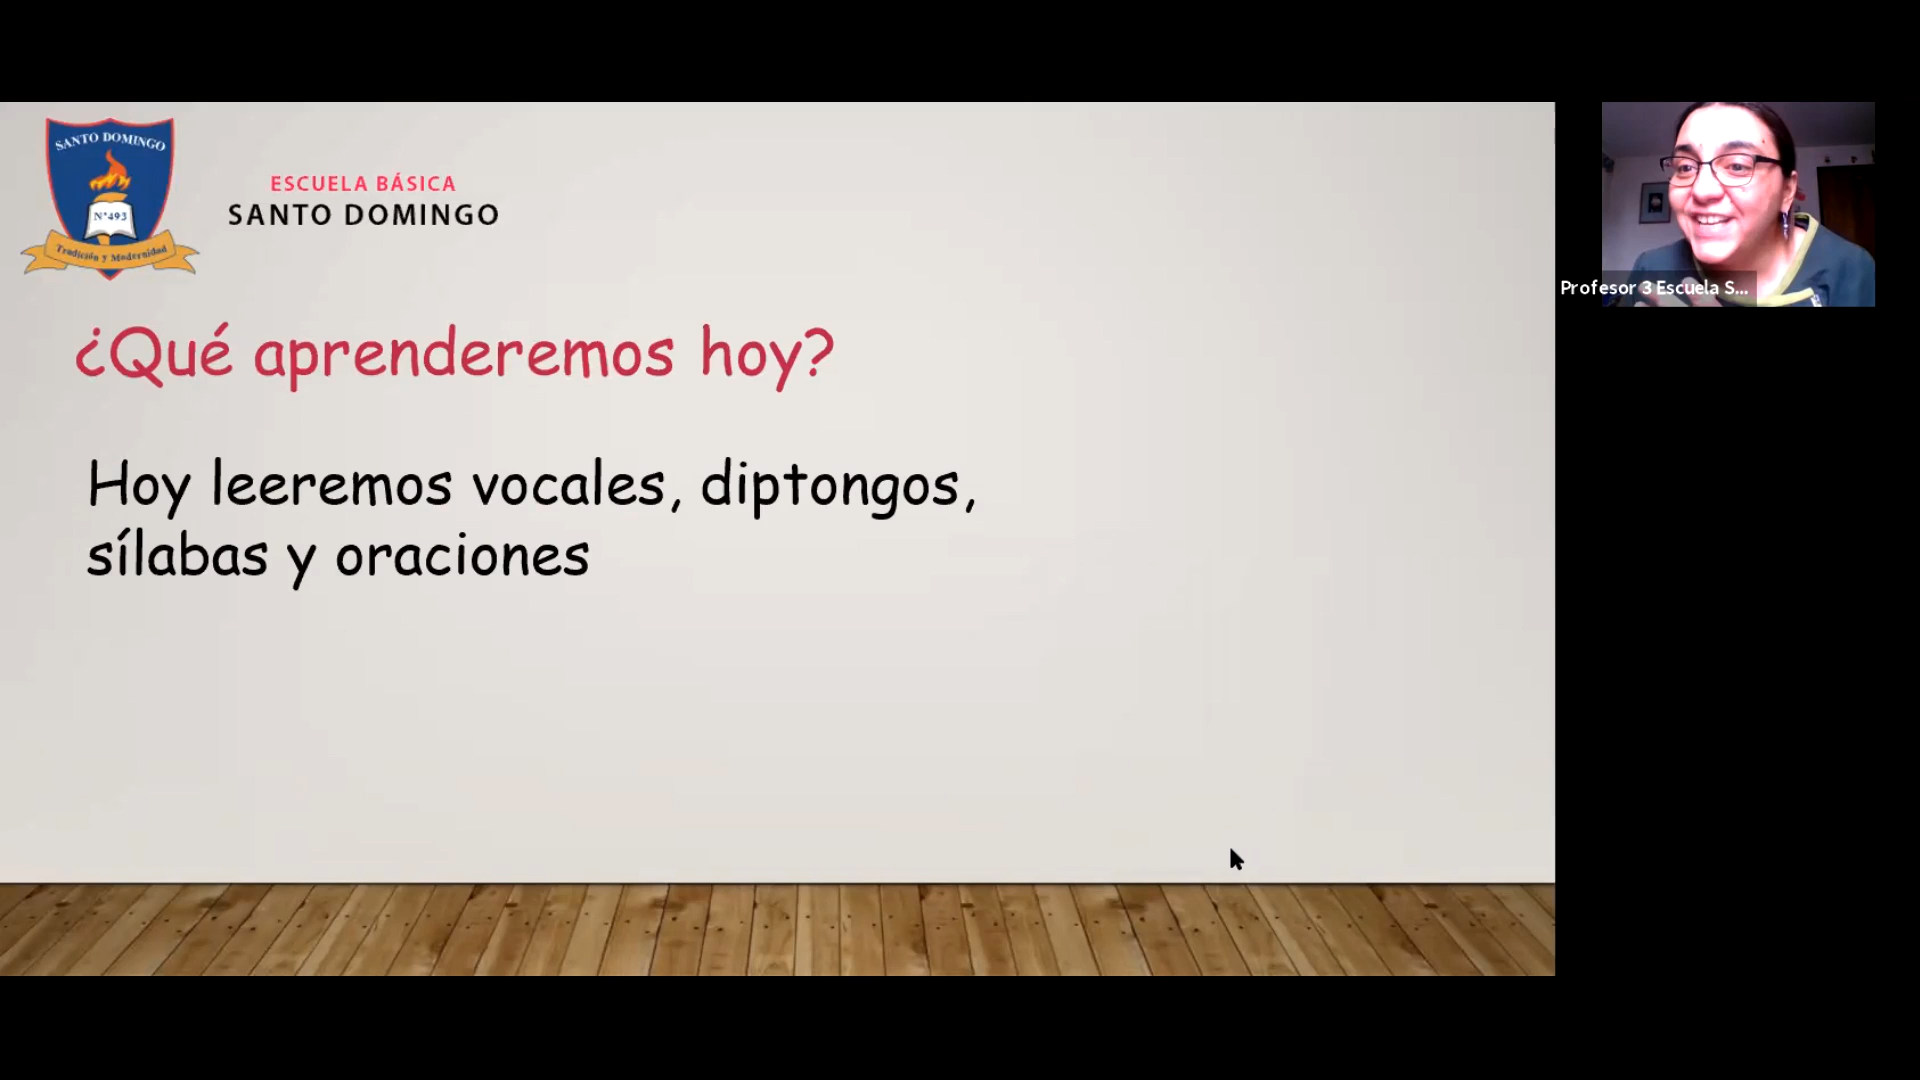 SANTO DOMINGO
N°493
Tradición y Modernidad
ESCUELA BÁSICA
SANTO DOMINGO
¿Qué aprenderemos hoy?
Hoy leeremos vocales, diptongos,
sílabas y oraciones
Profesor 3 Escuela S...